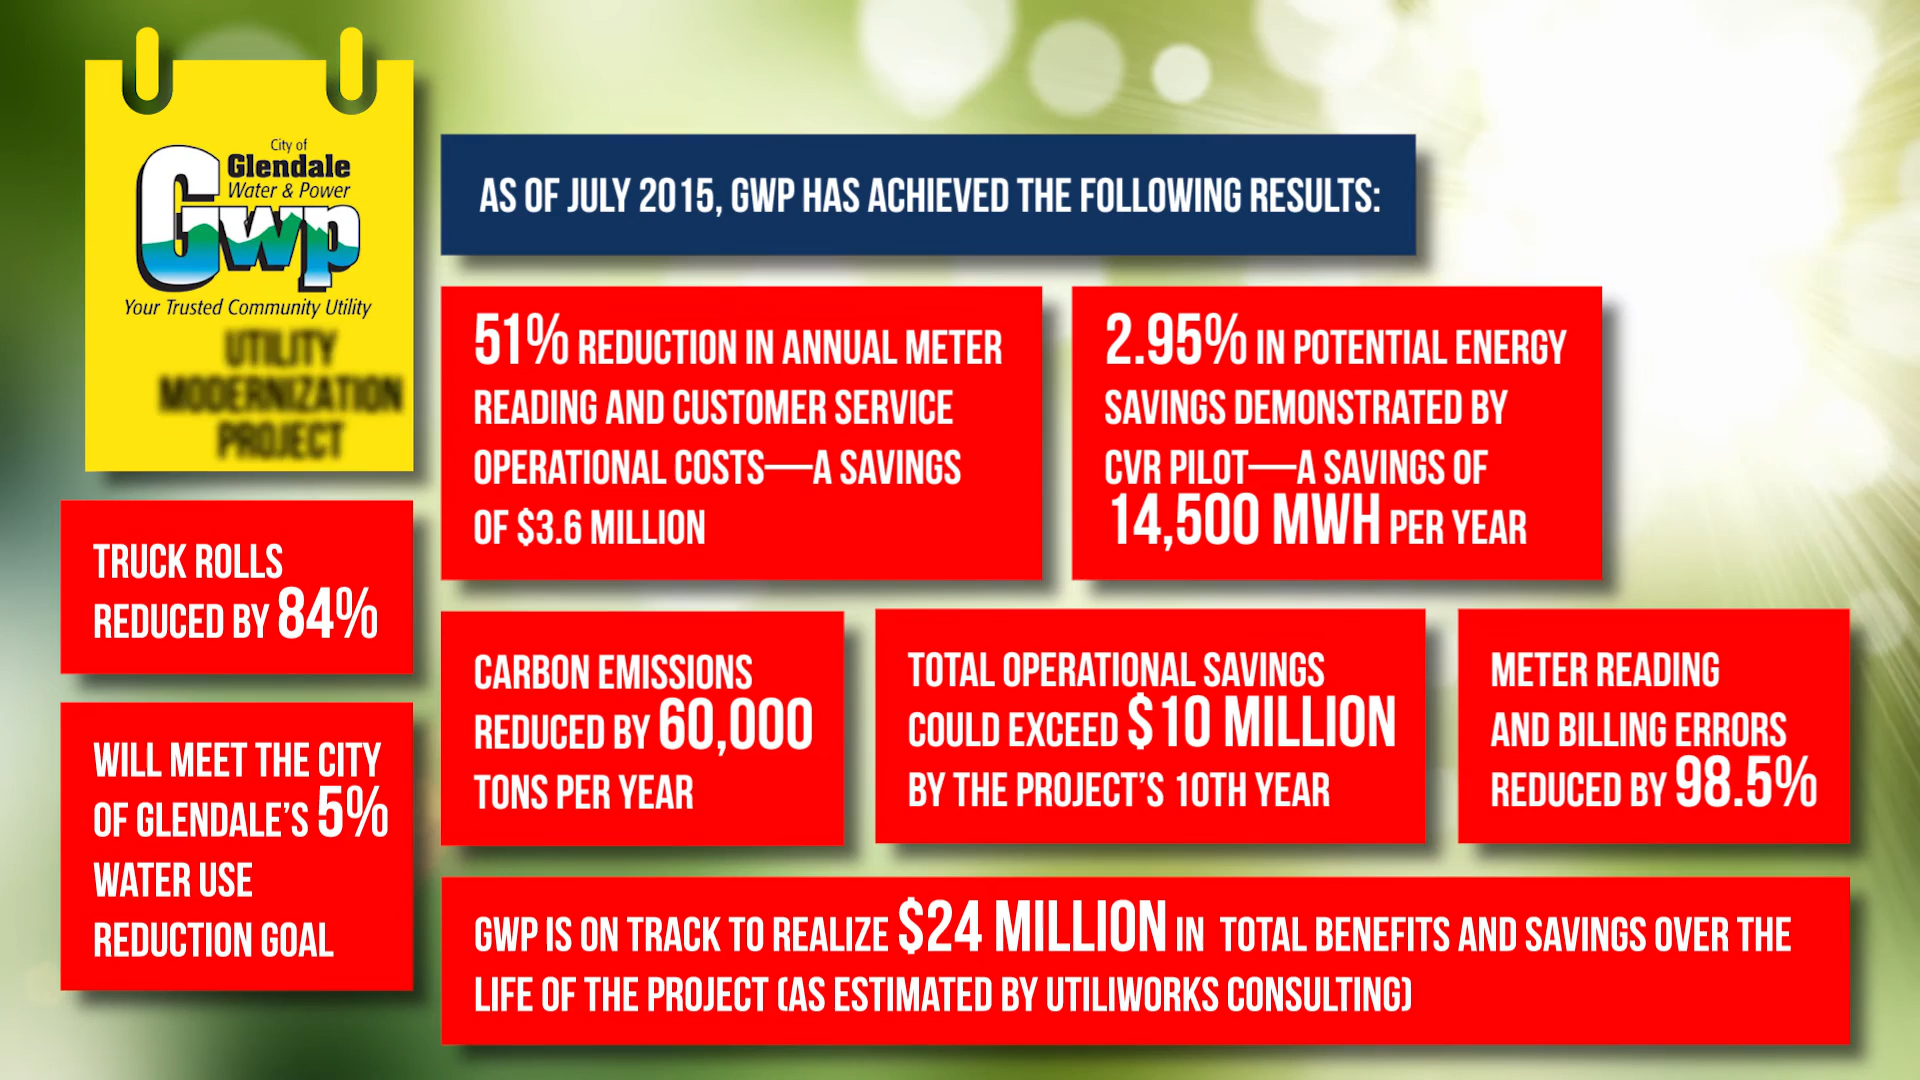 City of
Glendale
Water & Power
GWP
Your Trusted Community Utility
UTILITY
MODERNIZATION
PROJECT
AS OF JULY 2015, GWP HAS ACHIEVED THE FOLLOWING RESULTS:
51% REDUCTION IN ANNUAL METER
READING AND CUSTOMER SERVICE
OPERATIONAL COSTS—A SAVINGS
OF $3.6 MILLION
2.95% IN POTENTIAL ENERGY
SAVINGS DEMONSTRATED BY
CVR PILOT—A SAVINGS OF
14,500 MWH PER YEAR
TRUCK ROLLS
REDUCED BY 84%
CARBON EMISSIONS
REDUCED BY 60,000
TONS PER YEAR
TOTAL OPERATIONAL SAVINGS
COULD EXCEED $10 MILLION
BY THE PROJECT'S 10TH YEAR
METER READING
AND BILLING ERRORS
REDUCED BY 98.5%
WILL MEET THE CITY
OF GLENDALE'S 5%
WATER USE
REDUCTION GOAL
GWP IS ON TRACK TO REALIZE $24 MILLION IN TOTAL BENEFITS AND SAVINGS OVER THE
LIFE OF THE PROJECT (AS ESTIMATED BY UTILIWORKS CONSULTING)